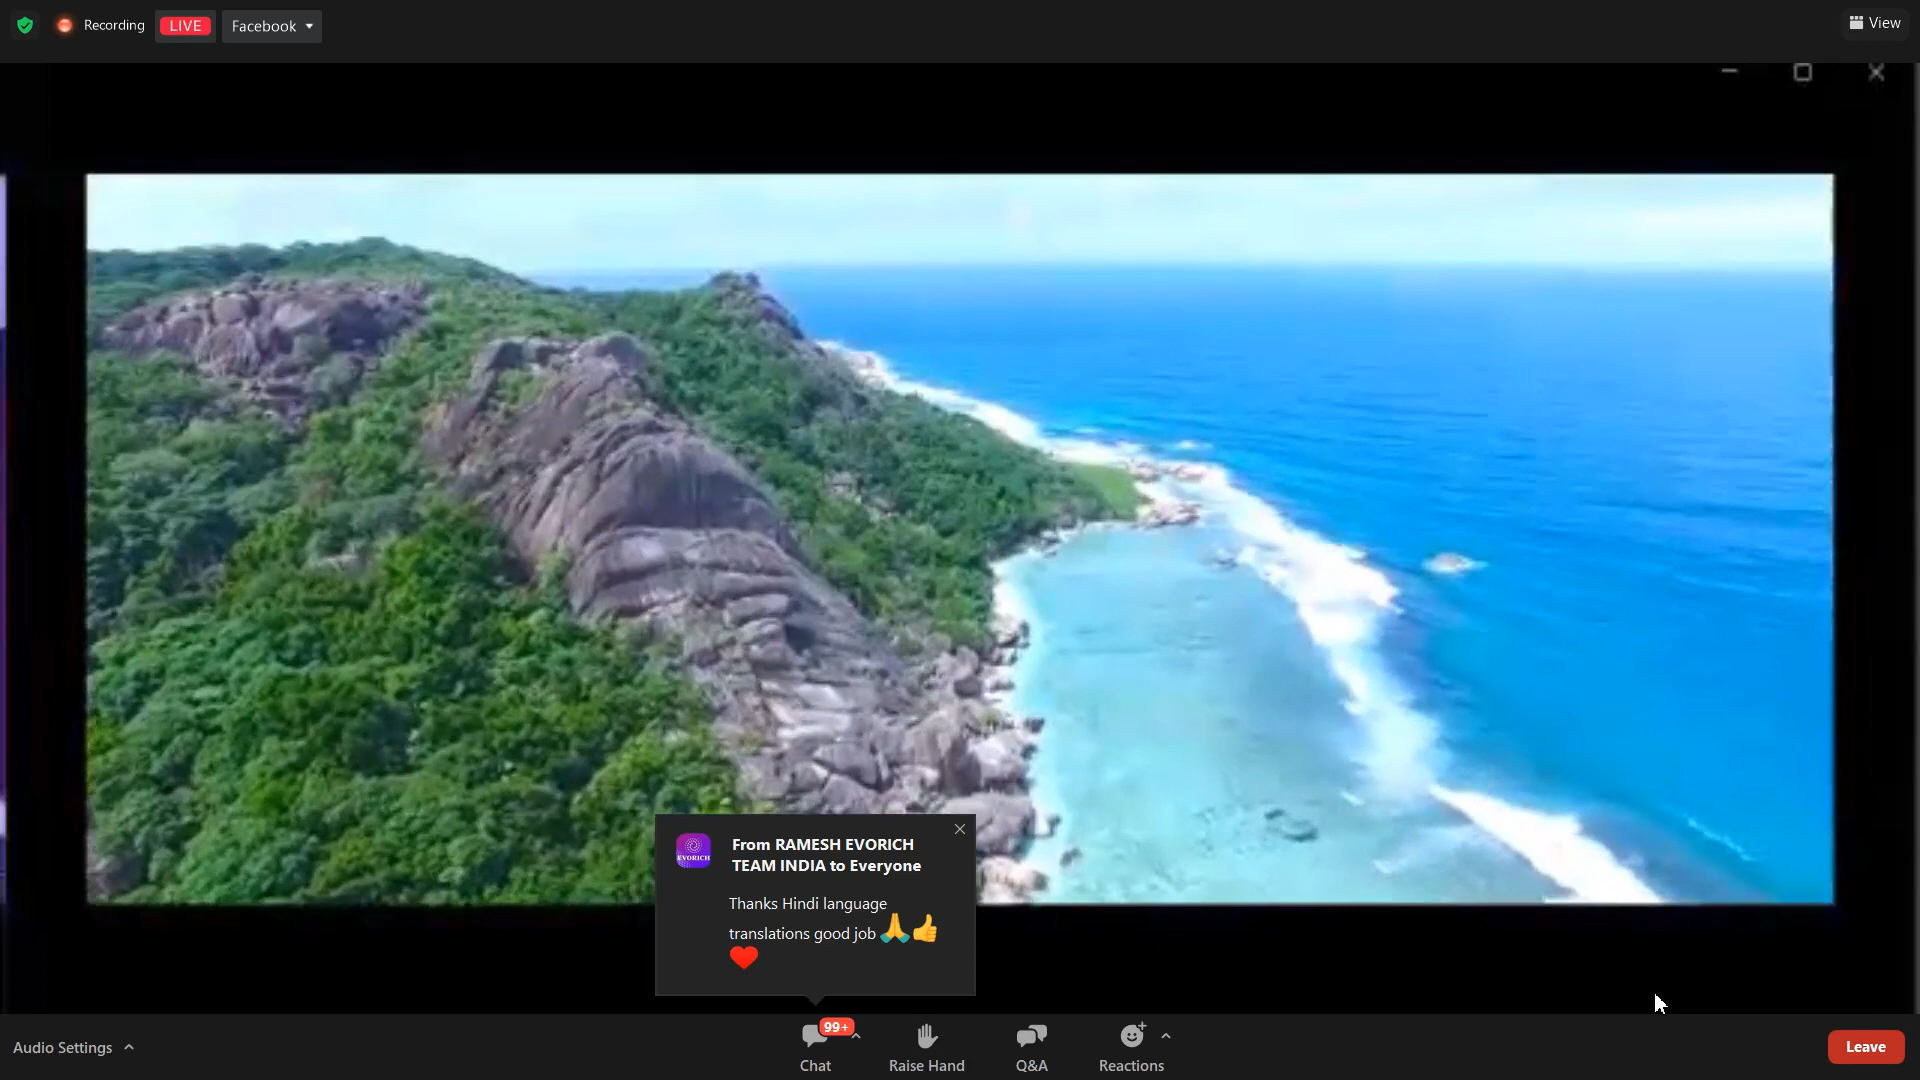 Recording
LIVE
Facebook
View
From RAMESH EVORICH
TEAM INDIA to Everyone
EVORICH
Thanks Hindi language
translations good job 🙏👍
❤️
Audio Settings
99+
Chat
Raise Hand
Q&A
Reactions
Leave